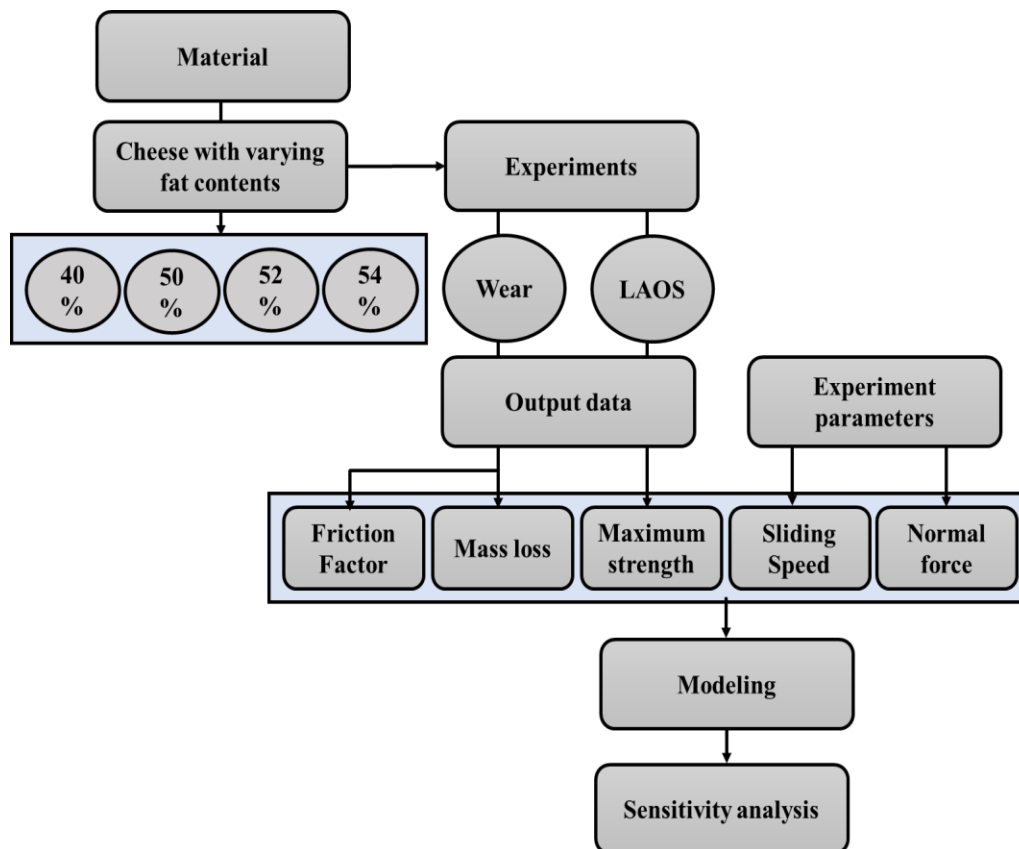 Material
Cheese with varying
fat contents
Experiments
40
%
50
%
52
%
54
%
Wear
LAOS
Output data
Experiment
parameters
Friction
Factor
Mass loss
Maximum
strength
Sliding
Speed
Normal
force
Modeling
Sensitivity analysis